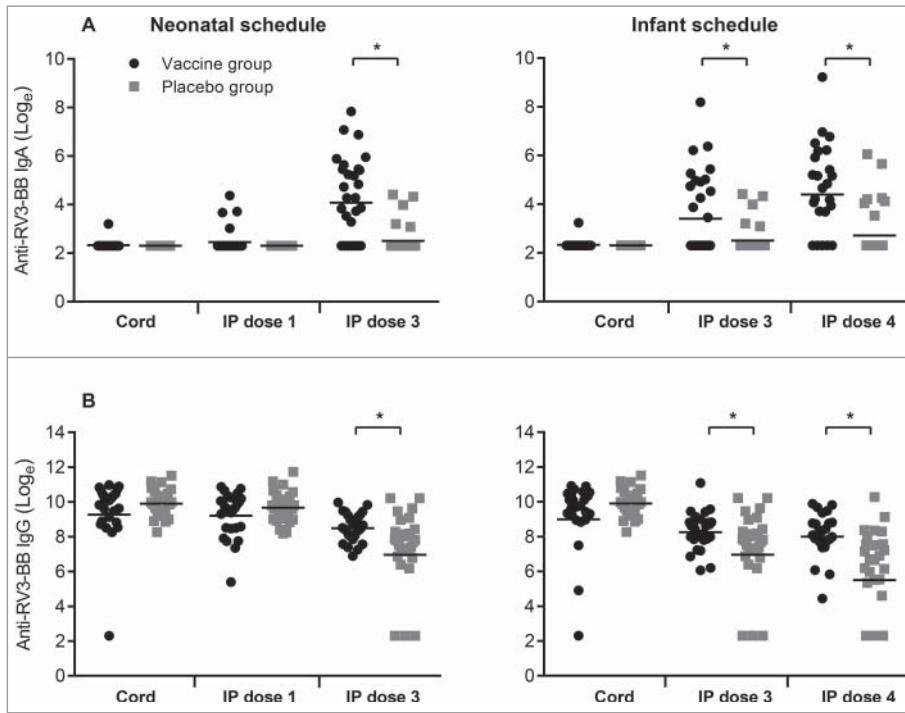 A Neonatal schedule Infant schedule
10 Vaccine group * 10 * *
Placebo group
8 8
6 6
4 4
2 2
0 0
Cord IP dose 1 IP dose 3 Cord IP dose 3 IP dose 4
Anti-RV3-BB IgA (Logₑ)
B
14 * 14 * *
12 12
10 10
8 8
6 6
4 4
2 2
0 0
Cord IP dose 1 IP dose 3 Cord IP dose 3 IP dose 4
Anti-RV3-BB IgG (Logₑ)